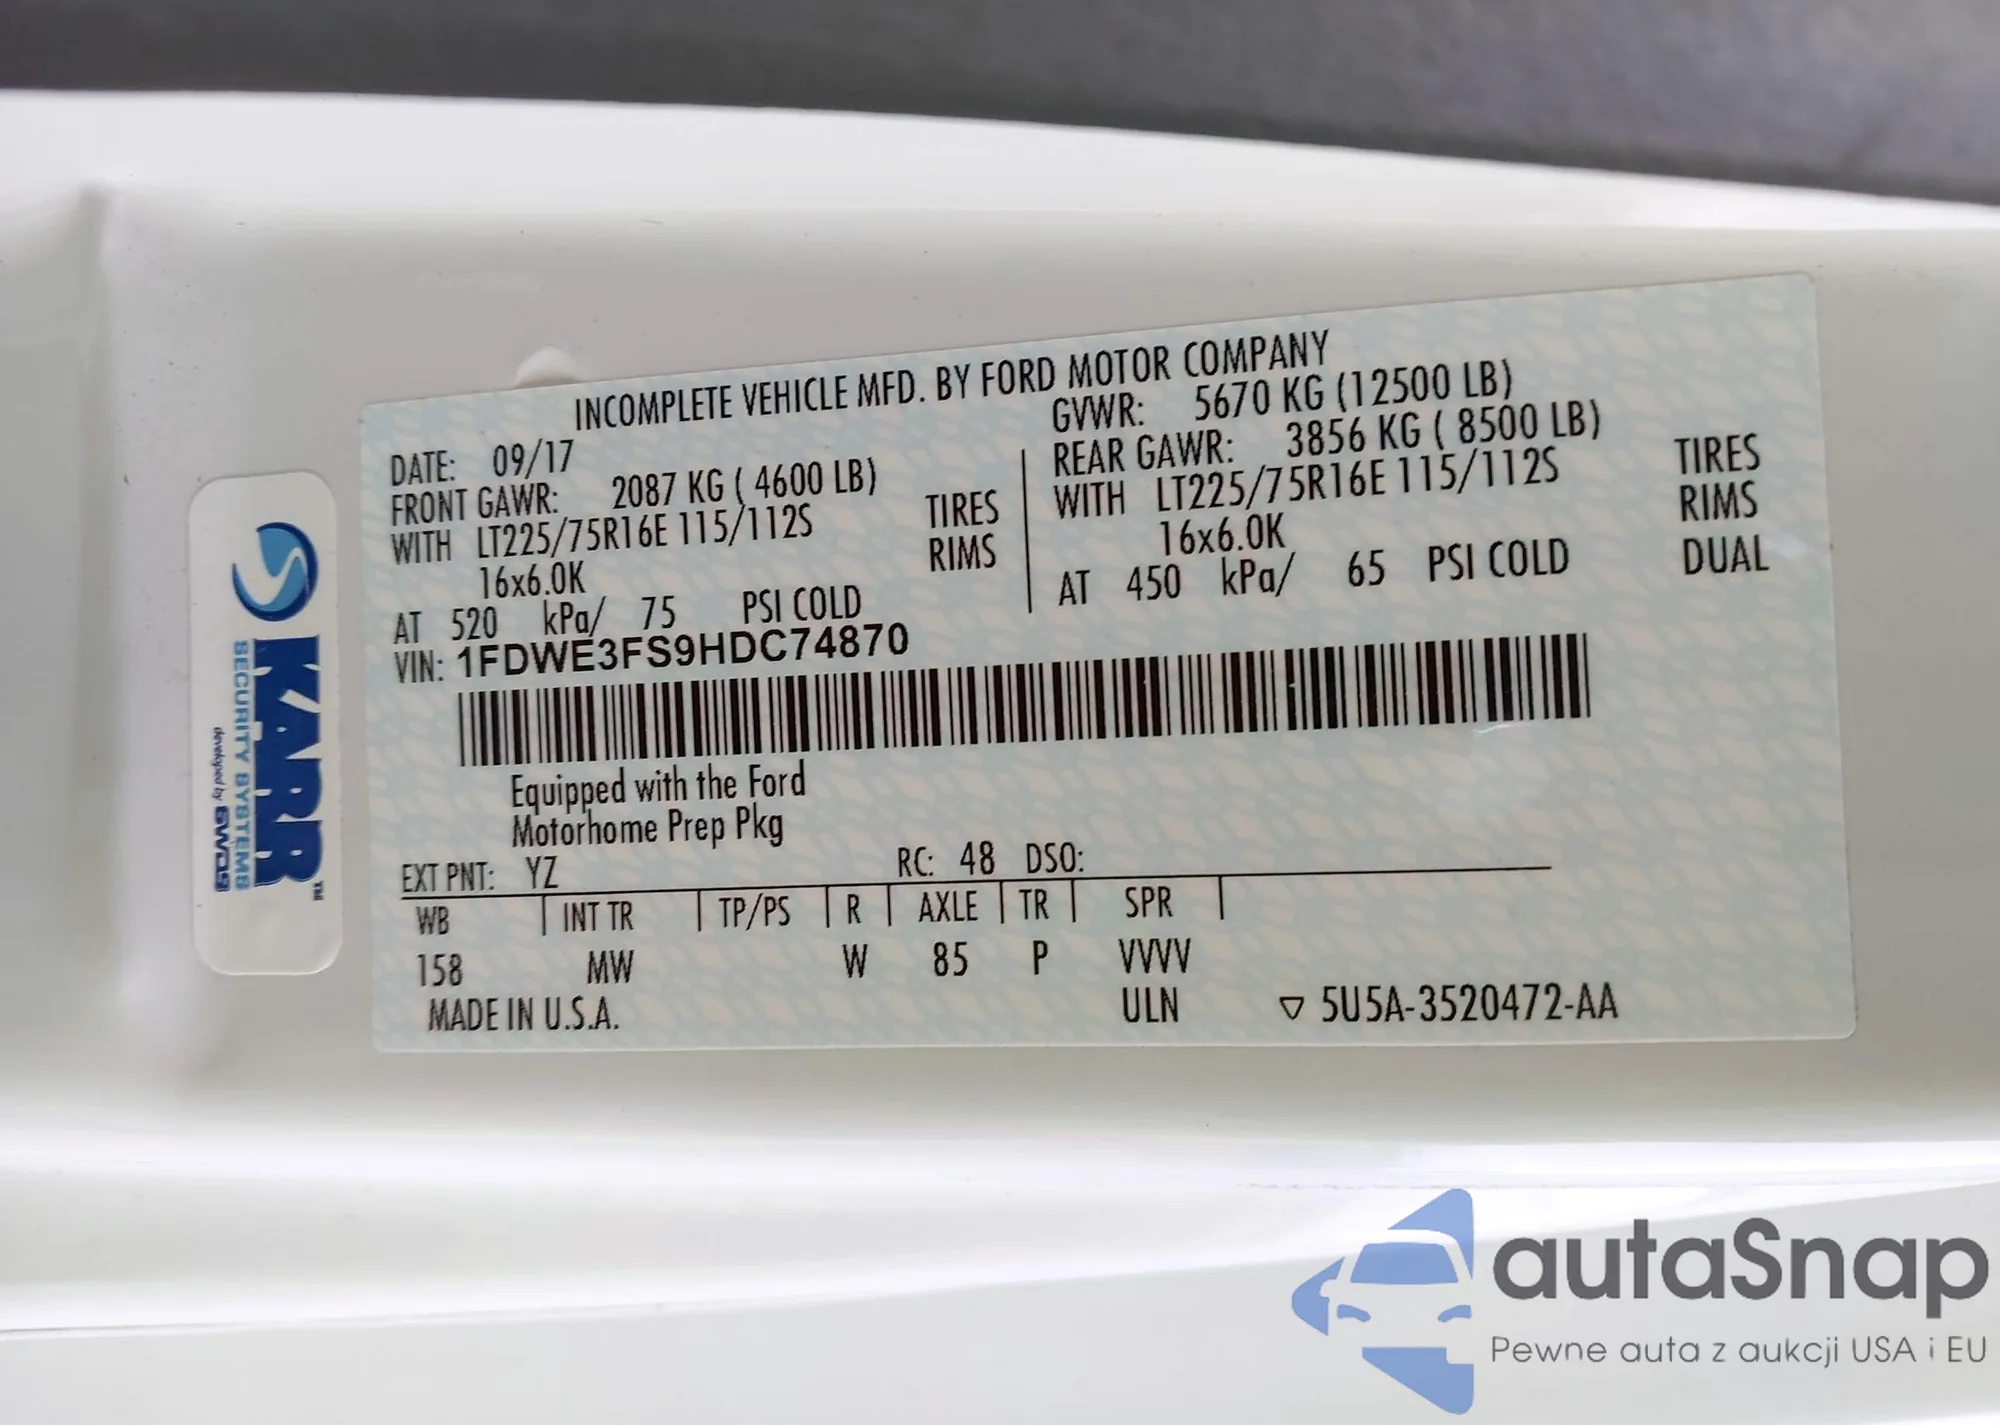 INCOMPLETE VEHICLE MFD. BY FORD MOTOR COMPANY
DATE: 09/17
GVWR: 5670 KG (12500 LB)
FRONT GAWR: 2087 KG ( 4600 LB)
REAR GAWR: 3856 KG ( 8500 LB)
WITH LT225/75R16E 115/112S TIRES
WITH LT225/75R16E 115/112S TIRES
16x6.0K RIMS
16x6.0K RIMS
AT 520 kPa/ 75 PSI COLD
AT 450 kPa/ 65 PSI COLD DUAL
VIN: 1FDWE3FS9HDC74870
Equipped with the Ford
Motorhome Prep Pkg
EXT PNT: YZ RC: 48 DSO:
WB INT TR TP/PS R AXLE TR SPR
158 MW W 85 P VVVV
MADE IN U.S.A. ULN ▽ 5U5A-3520472-AA
KARR™
SECURITY SYSTEMS
developed by SWDS
autaSnap
Pewne auta z aukcji USA i EU